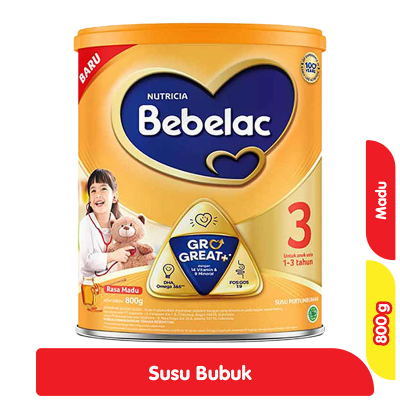 BARU
100
YEARS
NUTRICIA
Bebelac
3
Untuk anak usia
1-3 tahun
GRO
GREAT+
dengan
14 Vitamin &
9 Mineral
DHA,
Omega 3&6
FOS:GOS
1:9
Rasa Madu
800g
SUSU PERTUMBUHAN
Madu
800 g
Susu Bubuk